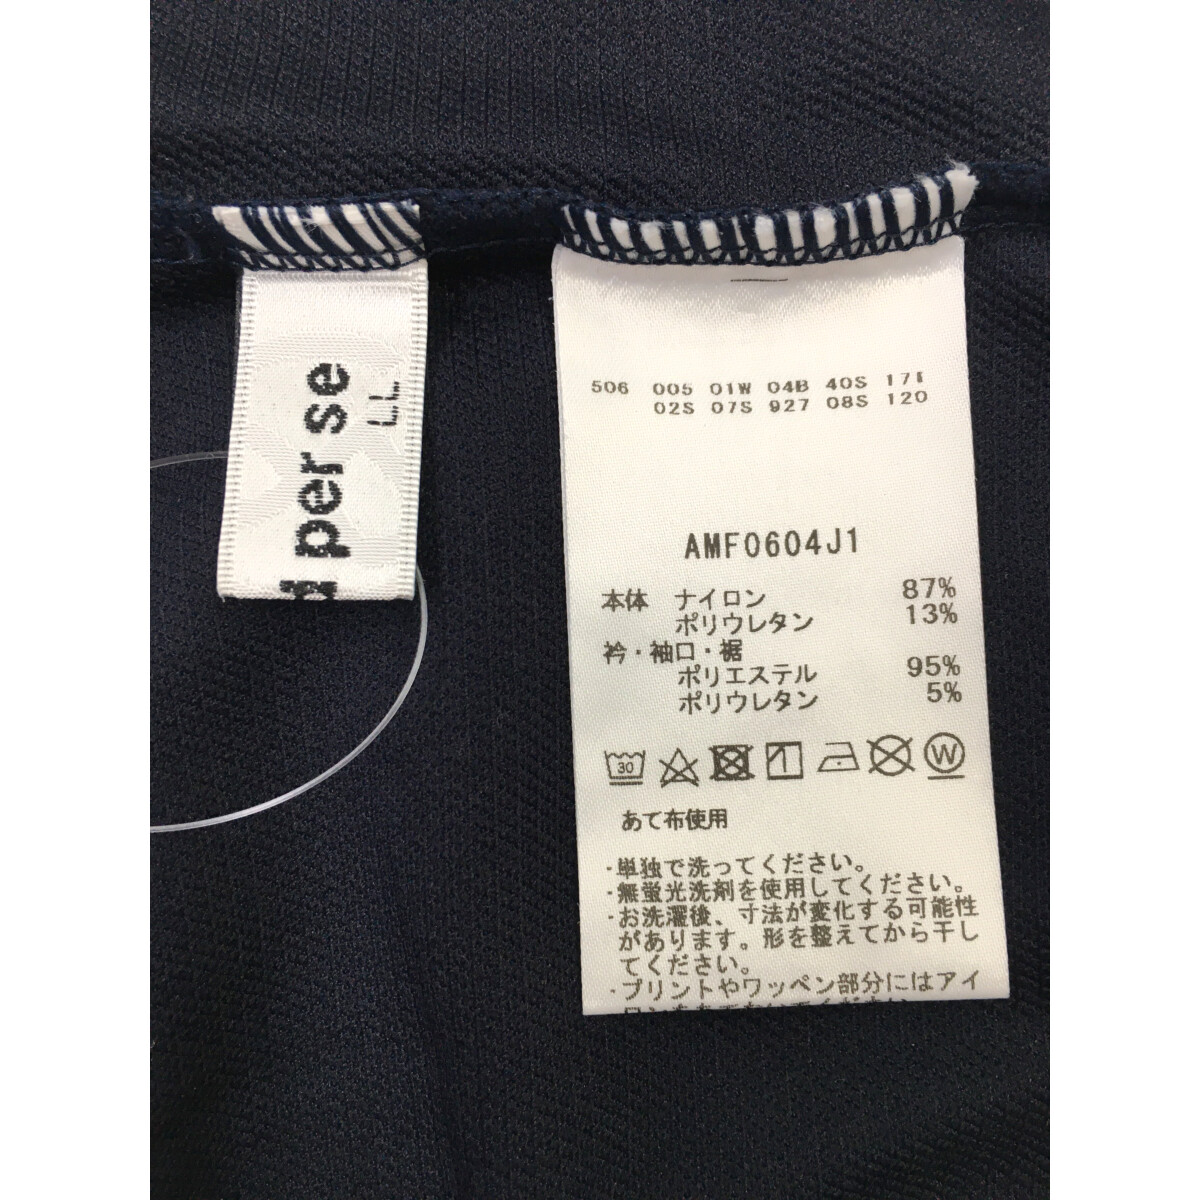 per se
LL
506 005 01W 04B 40S 171
02S 07S 927 08S 120
AMF0604J1
本体 ナイロン 87%
ポリウレタン 13%
衿・袖口・裾
ポリエステル 95%
ポリウレタン 5%
30
W
あて布使用
・単独で洗ってください。
・無蛍光洗剤を使用してください。
・お洗濯後、寸法が変化する可能性
があります。形を整えてから干し
てください。
・プリントやワッペン部分にはアイ